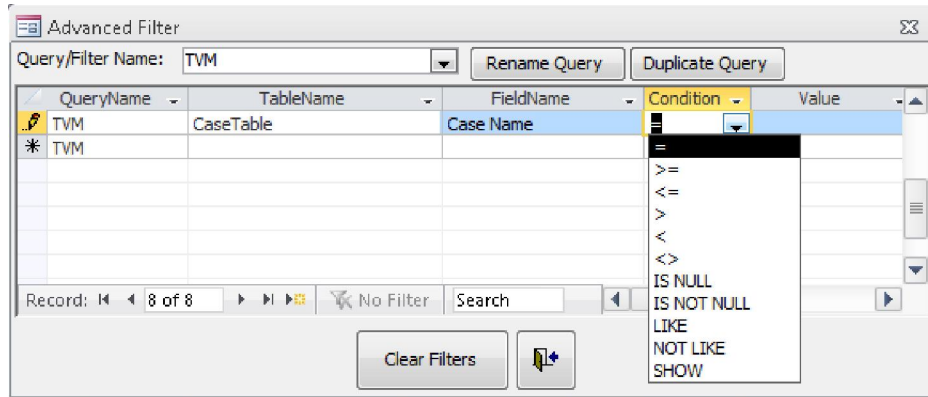 Advanced Filter
Query/Filter Name: TVM Rename Query Duplicate Query
QueryName TableName FieldName Condition Value
TVM CaseTable Case Name =
TVM
=
>=
<=
>
<
<>
IS NULL
IS NOT NULL
LIKE
NOT LIKE
SHOW
Record: 8 of 8 No Filter Search
Clear Filters